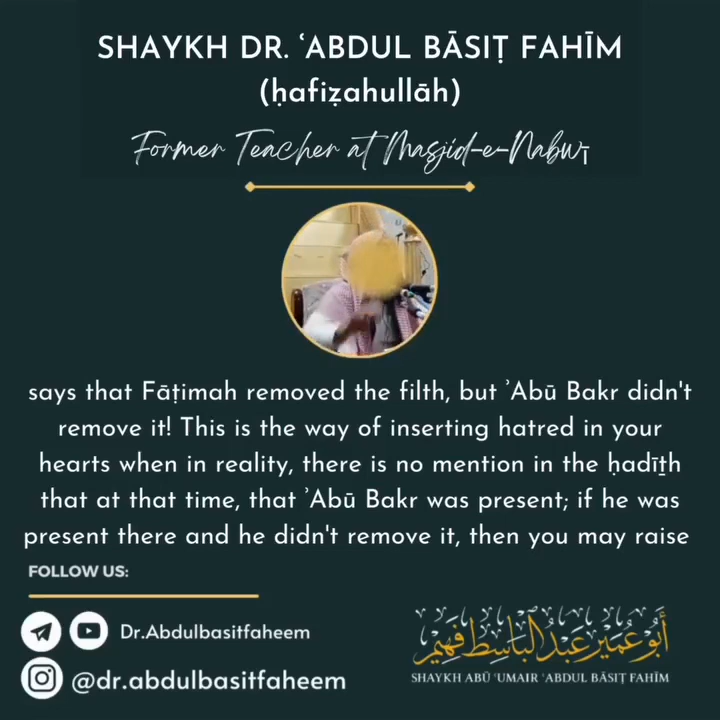 SHAYKH DR. ʿABDUL BĀSIṬ FAHĪM
(ḥafiẓahullāh)
Former Teacher at Masjid-e-Nabwī
says that Fāṭimah removed the filth, but ʾAbū Bakr didn't
remove it! This is the way of inserting hatred in your
hearts when in reality, there is no mention in the ḥadīṯh
that at that time, that ʾAbū Bakr was present; if he was
present there and he didn't remove it, then you may raise
FOLLOW US:
Dr.Abdulbasitfaheem
@dr.abdulbasitfaheem
أبو عمير عبد الباسط فهيم
SHAYKH ABŪ ʿUMAIR ʿABDUL BĀSIṬ FAHĪM